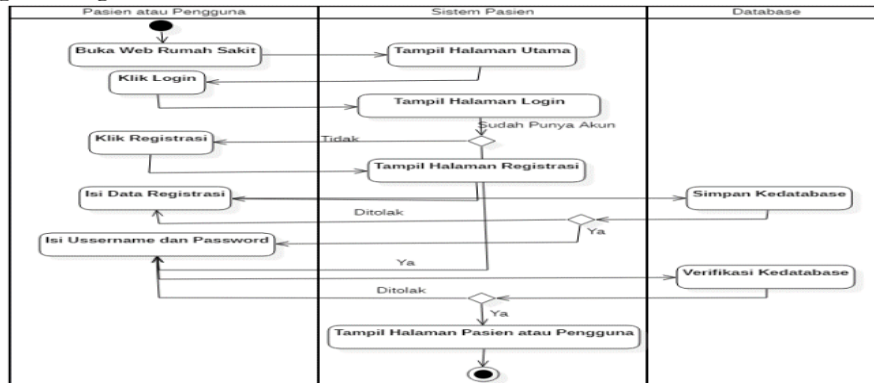 Pasien atau Pengguna
Sistem Pasien
Database
Buka Web Rumah Sakit
Tampil Halaman Utama
Klik Login
Tampil Halaman Login
Sudah Punya Akun
Klik Registrasi
Tidak
Tampil Halaman Registrasi
Isi Data Registrasi
Simpan Kedatabase
Ditolak
Ya
Isi Ussername dan Password
Ya
Verifikasi Kedatabase
Ditolak
Ya
Tampil Halaman Pasien atau Pengguna